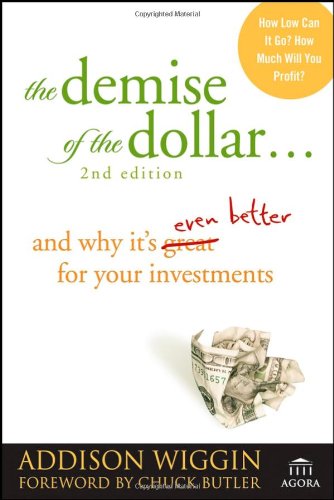 How Low Can
It Go? How
Much Will You
Profit?
the demise
of the dollar...
2nd edition
even better
and why it's great
for your investments
ADDISON WIGGIN
FOREWORD BY CHUCK BUTLER
AGORA